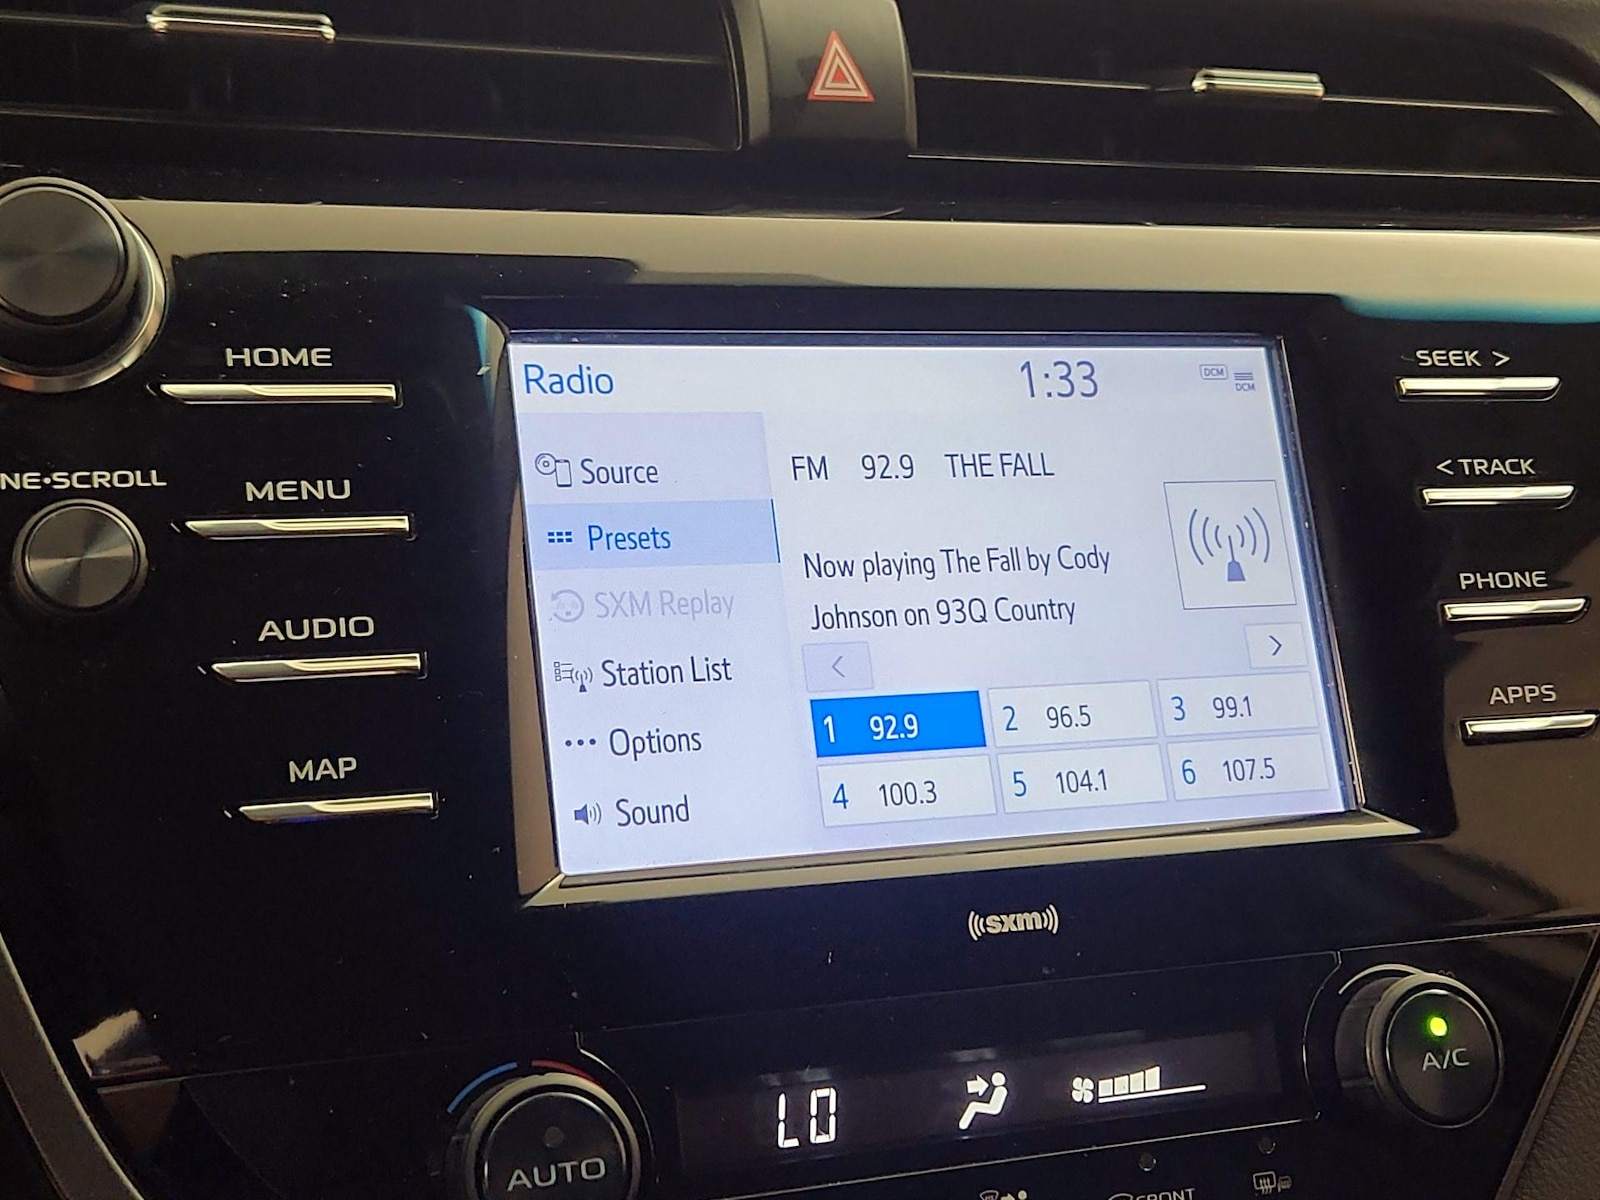 HOME
NE•SCROLL
MENU
AUDIO
MAP
Radio
1:33
DCM
DCM
Source
Presets
SXM Replay
Station List
Options
Sound
FM 92.9 THE FALL
Now playing The Fall by Cody
Johnson on 93Q Country
<
>
1 92.9
2 96.5
3 99.1
4 100.3
5 104.1
6 107.5
SEEK >
< TRACK
PHONE
APPS
sxm
AUTO
LO
A/C
FRONT